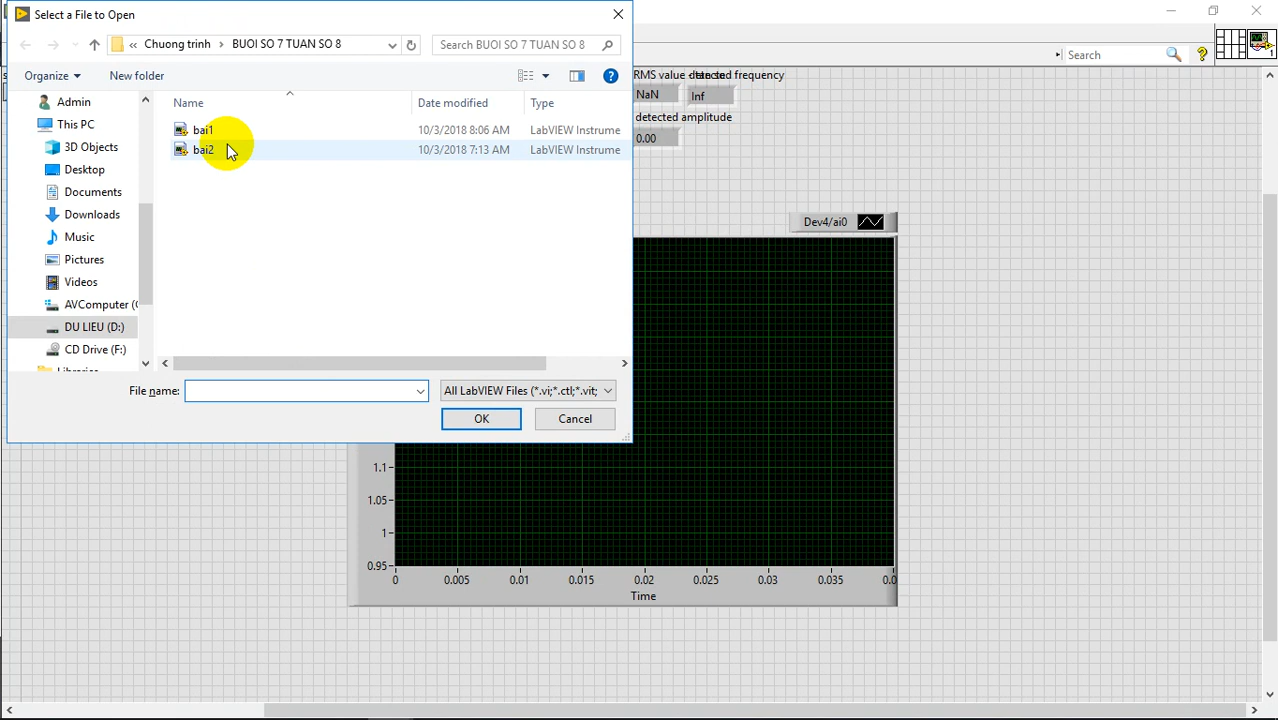 Select a File to Open
« Chuong trinh › BUOI SO 7 TUAN SO 8
Search BUOI SO 7 TUAN SO 8
Search
Organize
New folder
RMS value
detected frequency
NaN
Inf
detected amplitude
0.00
Name
Date modified
Type
bai1
10/3/2018 8:06 AM
LabVIEW Instrume
bai2
10/3/2018 7:13 AM
LabVIEW Instrume
Admin
This PC
3D Objects
Desktop
Documents
Downloads
Music
Pictures
Videos
AVComputer (
DU LIEU (D:)
CD Drive (F:)
Dev4/ai0
File name:
All LabVIEW Files (*.vi;*.ctl;*.vit;
OK
Cancel
1.1
1.05
1
0.95
0 0.005 0.01 0.015 0.02 0.025 0.03 0.035 0.0
Time